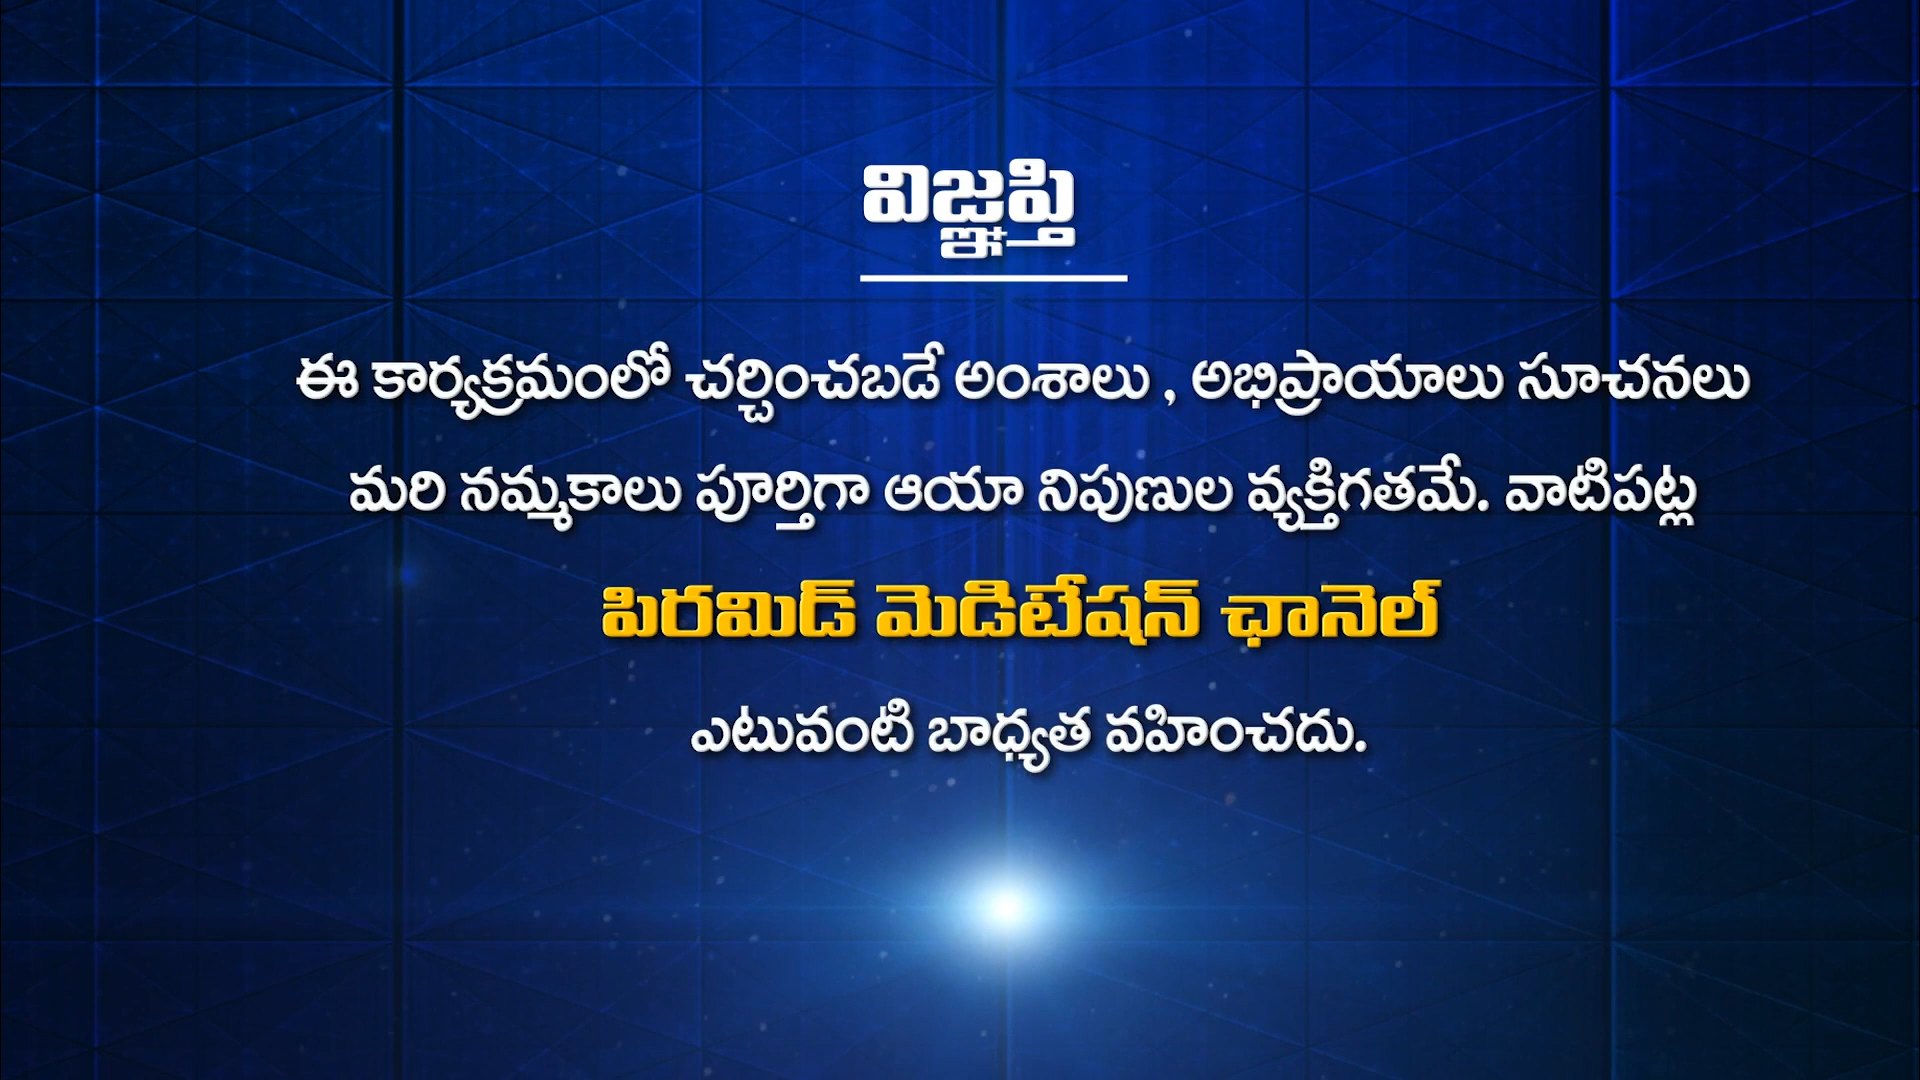 విజ్ఞప్తి
ఈ కార్యక్రమంలో చర్చించబడే అంశాలు , అభిప్రాయాలు సూచనలు
మరి నమ్మకాలు పూర్తిగా ఆయా నిపుణుల వ్యక్తిగతమే. వాటిపట్ల
పిరమిడ్ మెడిటేషన్ ఛానెల్
ఎటువంటి బాధ్యత వహించదు.